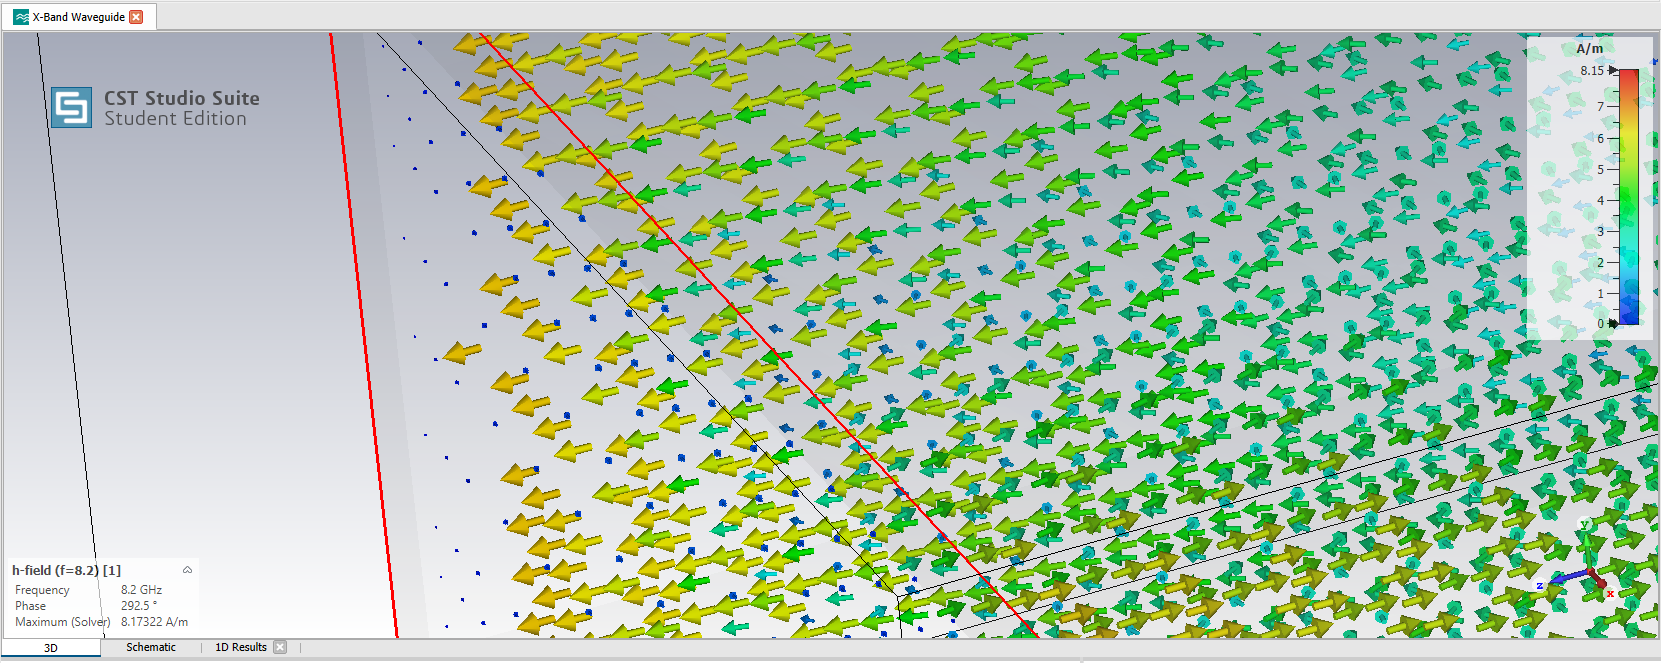 X-Band Waveguide
CST Studio Suite
Student Edition
A/m
8.15
7
6
5
4
3
2
1
0
h-field (f=8.2) [1]
Frequency 8.2 GHz
Phase 292.5 °
Maximum (Solver) 8.17322 A/m
y
z
x
3D Schematic 1D Results